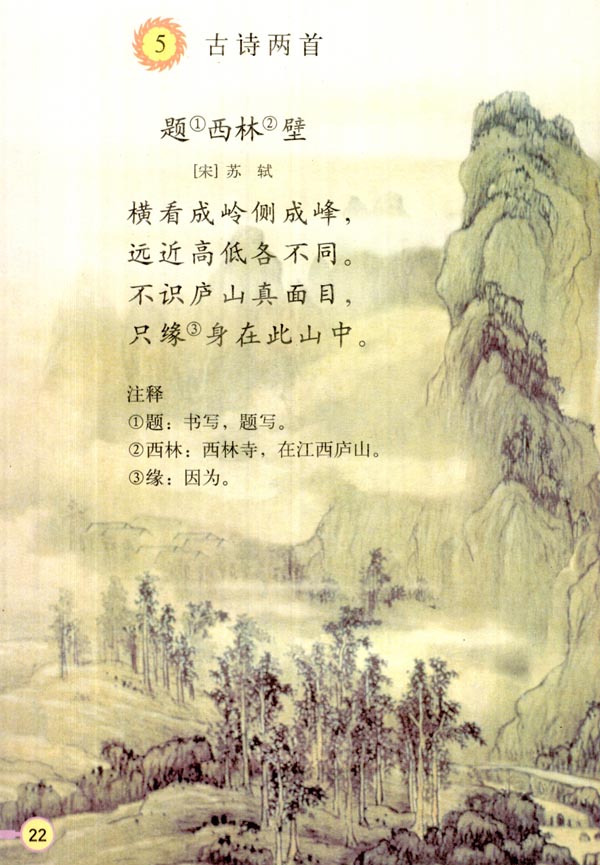 5 古诗两首
题①西林②壁
[宋] 苏 轼
横看成岭侧成峰，
远近高低各不同。
不识庐山真面目，
只缘③身在此山中。
注释
①题：书写，题写。
②西林：西林寺，在江西庐山。
③缘：因为。
22